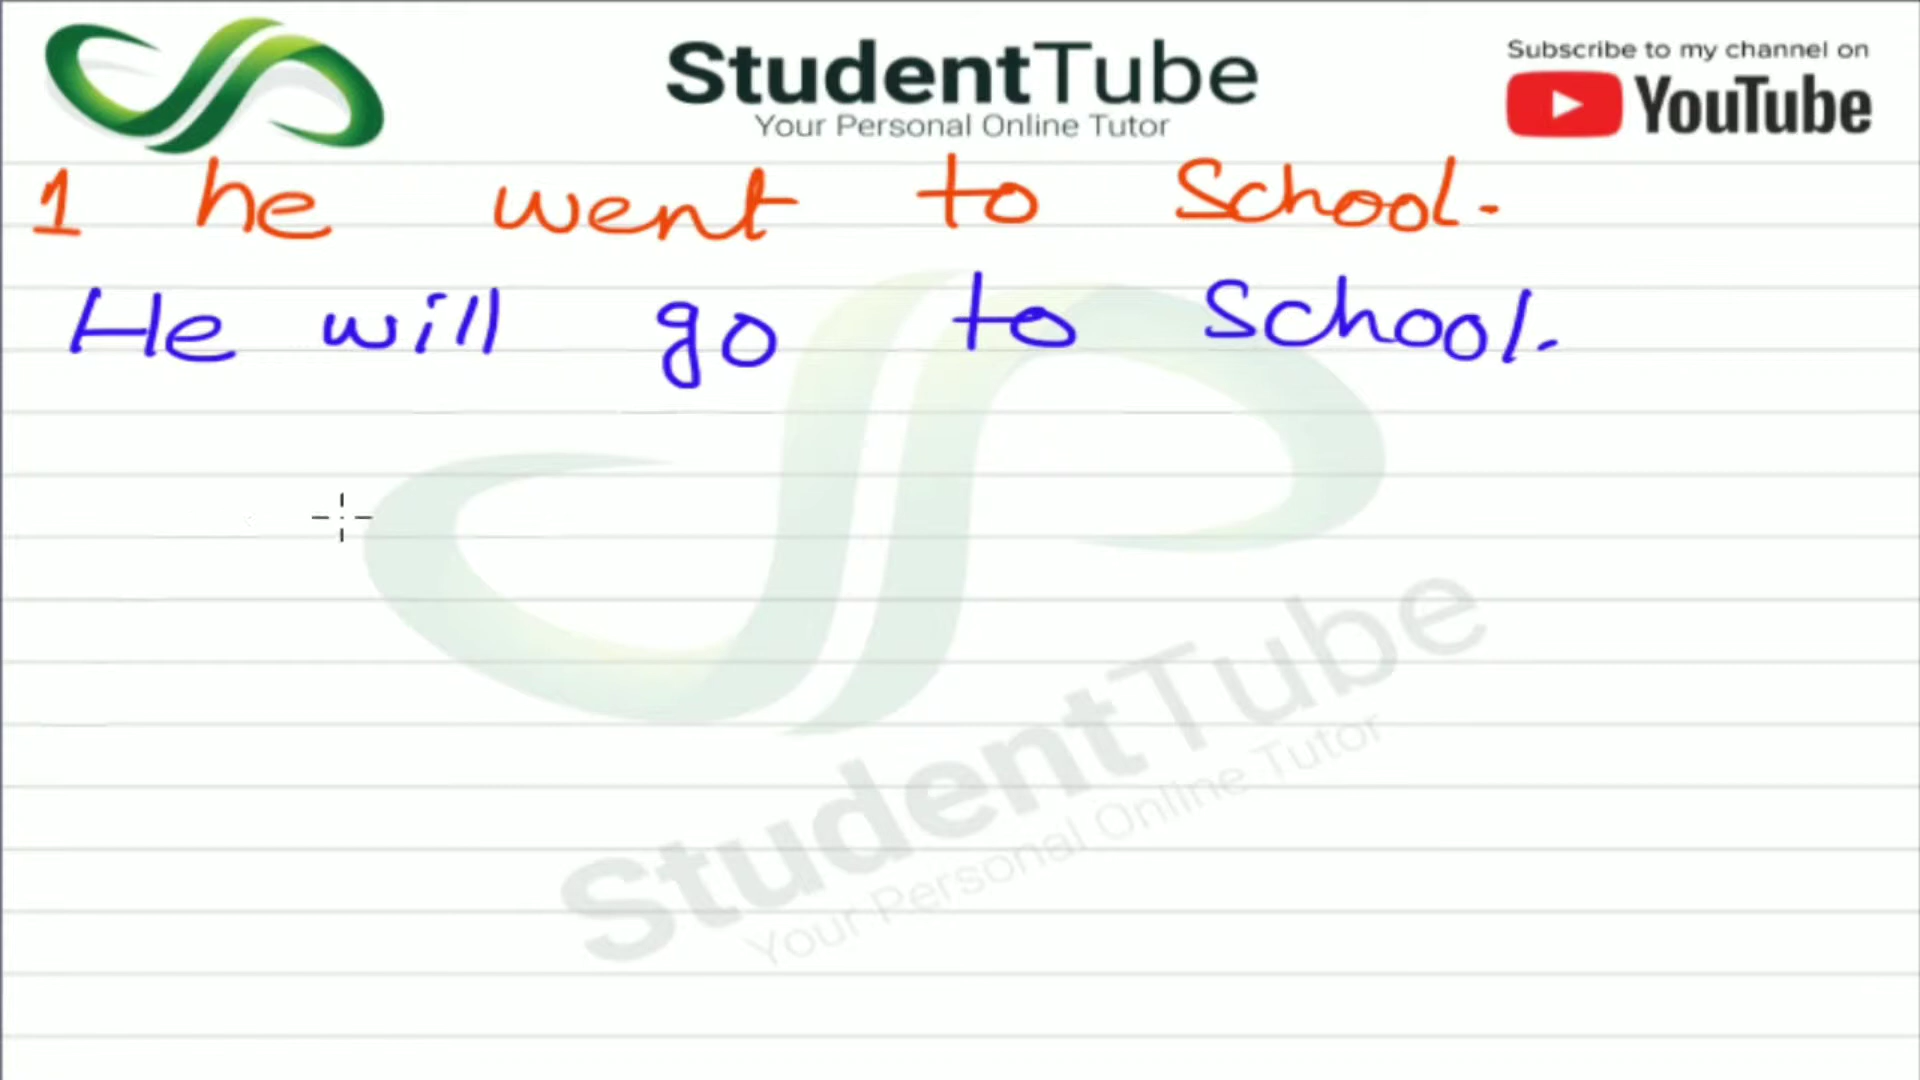 StudentTube
Your Personal Online Tutor
Subscribe to my channel on
YouTube
1 he went to School.
He will go to School.
StudentTube
Your Personal Online Tutor